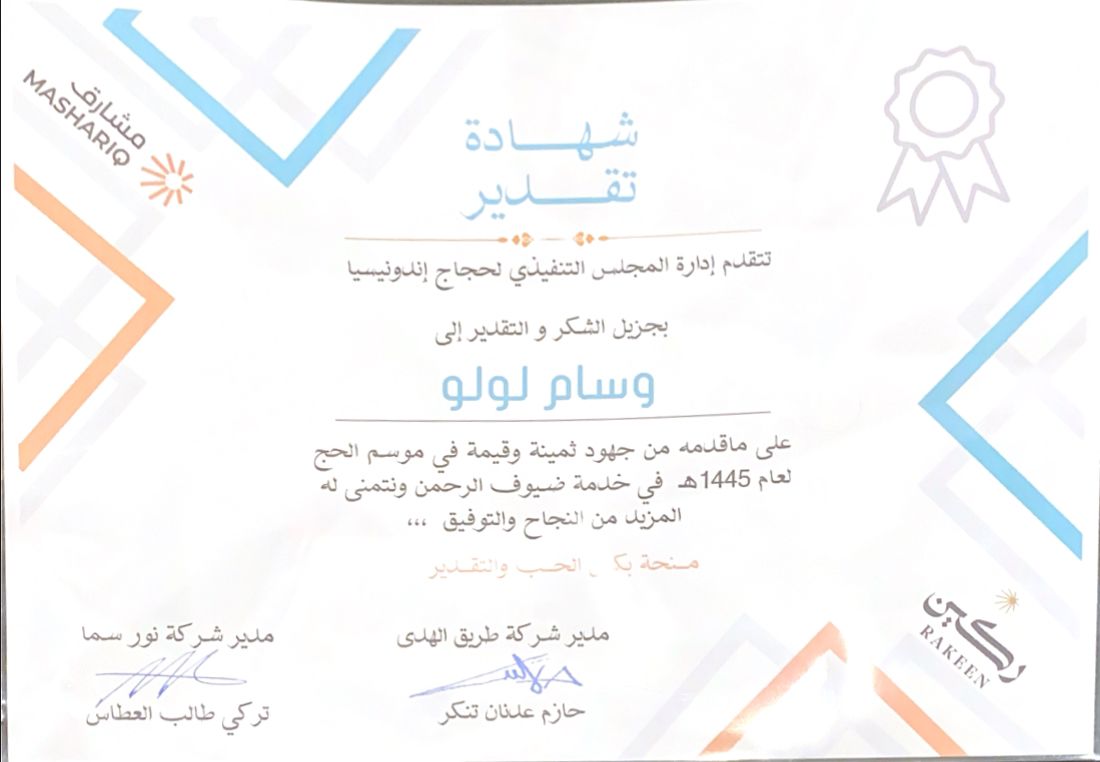 مشارق
MASHARIQ
شهادة
تقدير
تتقدم إدارة المجلس التنفيذي لحجاج إندونيسيا
بجزيل الشكر و التقدير إلى
وسام لولو
على ماقدمه من جهود ثمينة وقيمة في موسم الحج
لعام 1445هـ في خدمة ضيوف الرحمن ونتمنى له
المزيد من النجاح والتوفيق ،،،
منحة بكل الحب والتقدير
مدير شركة طريق الهدى
حازم عدنان تنكر
مدير شركة نور سما
تركي طالب العطاس
ركين
RAKEEN